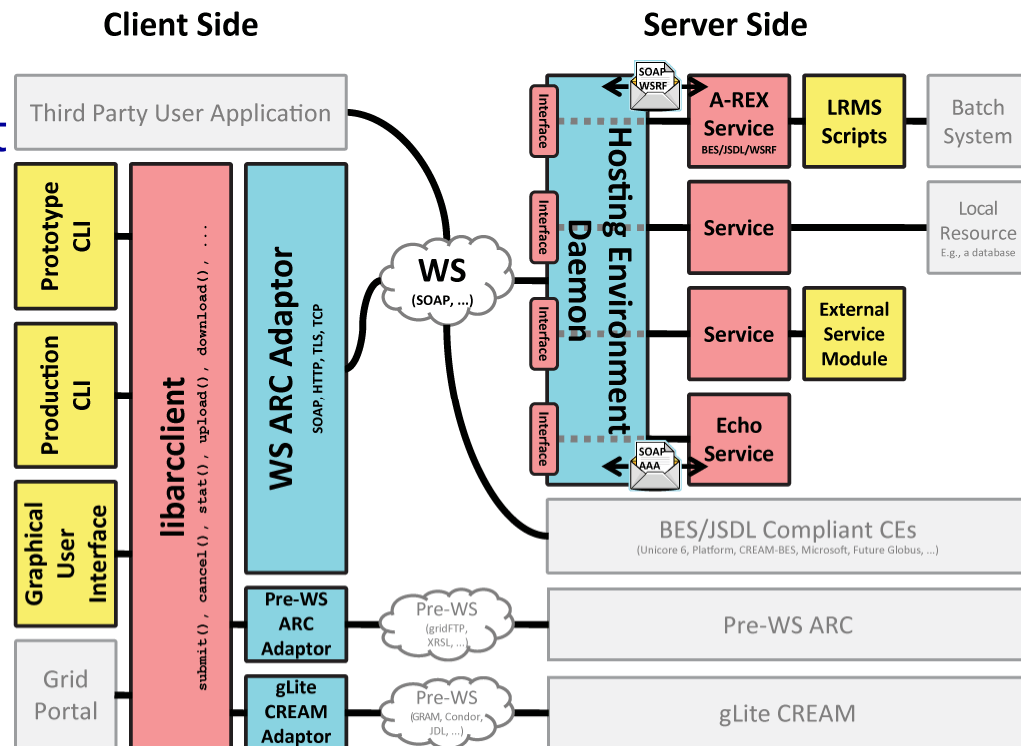 Client Side
Server Side
Third Party User Application
t
Prototype
CLI
Production
CLI
Graphical
User
Interface
Grid
Portal
libarcclient
submit(), cancel(), stat(), upload(), download(), ...
WS ARC Adaptor
SOAP, HTTP, TLS, TCP
Pre-WS
ARC
Adaptor
gLite
CREAM
Adaptor
WS
(SOAP, ...)
Pre-WS
(gridFTP,
XRSL, ...)
Pre-WS
(GRAM, Condor,
JDL, ...)
Interface
Interface
Interface
Interface
Hosting Environment
Daemon
SOAP
WSRF
SOAP
AAA
A-REX
Service
BES/JSDL/WSRF
LRMS
Scripts
Batch
System
Service
Local
Resource
E.g., a database
Service
External
Service
Module
Echo
Service
BES/JSDL Compliant CEs
(Unicore 6, Platform, CREAM-BES, Microsoft, Future Globus, ...)
Pre-WS ARC
gLite CREAM